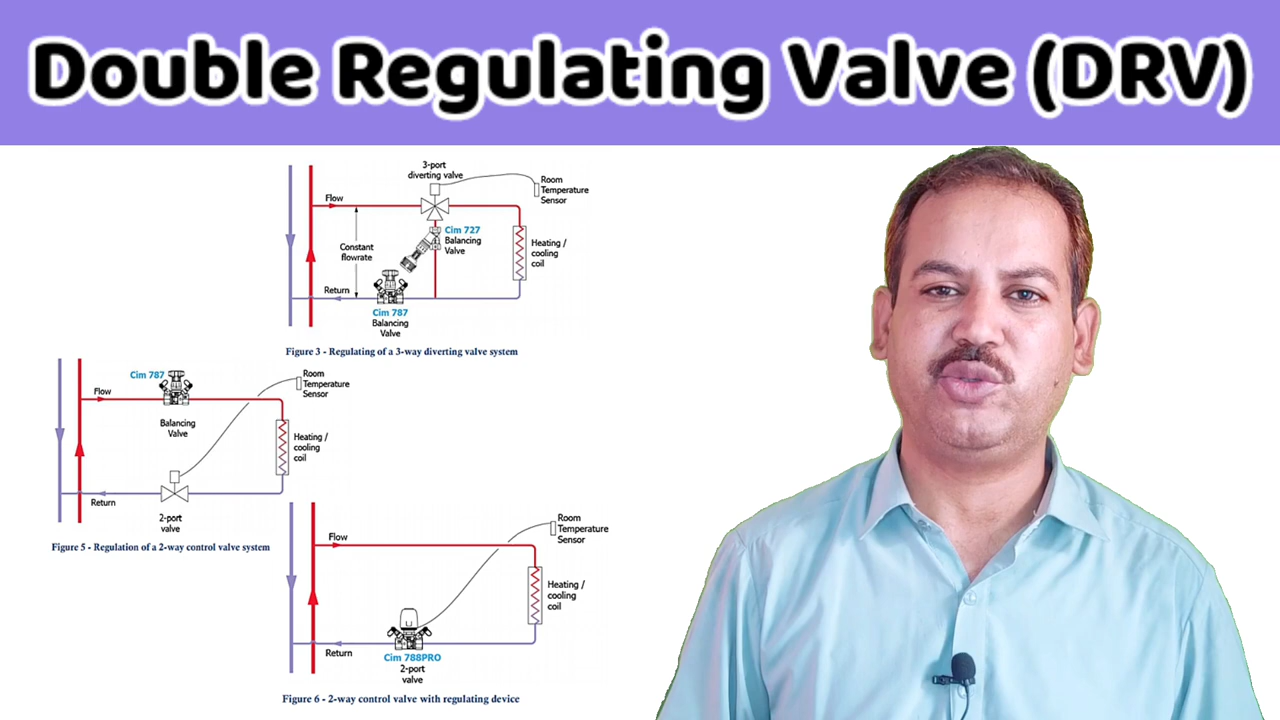 Double Regulating Valve (DRV)
3-port
diverting valve
Room
Temperature
Sensor
Flow
Cim 727
Balancing
Valve
Constant
flowrate
Heating /
cooling
coil
Return
Cim 787
Balancing
Valve
Figure 3 - Regulating of a 3-way diverting valve system
Cim 787
Room
Temperature
Sensor
Flow
Balancing
Valve
Heating /
cooling
coil
Return
2-port
valve
Figure 5 - Regulation of a 2-way control valve system
Room
Temperature
Sensor
Flow
Heating /
cooling
coil
Return
Cim 788PRO
2-port
valve
Figure 6 - 2-way control valve with regulating device